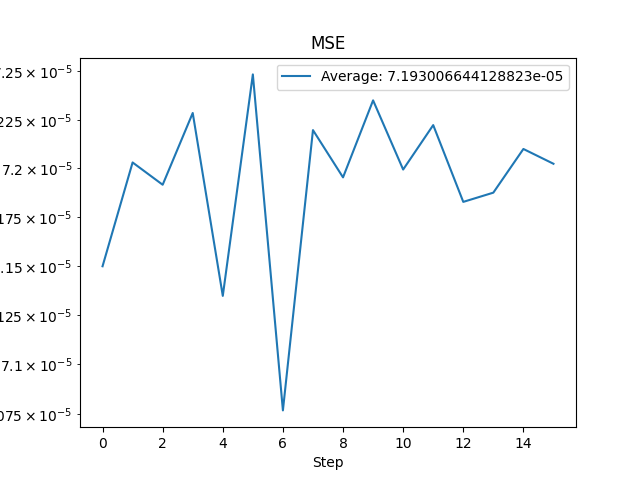 MSE
Average: 7.193006644128823e-05
.25 × 10⁻⁵
225 × 10⁻⁵
7.2 × 10⁻⁵
175 × 10⁻⁵
.15 × 10⁻⁵
125 × 10⁻⁵
7.1 × 10⁻⁵
075 × 10⁻⁵
0 2 4 6 8 10 12 14
Step